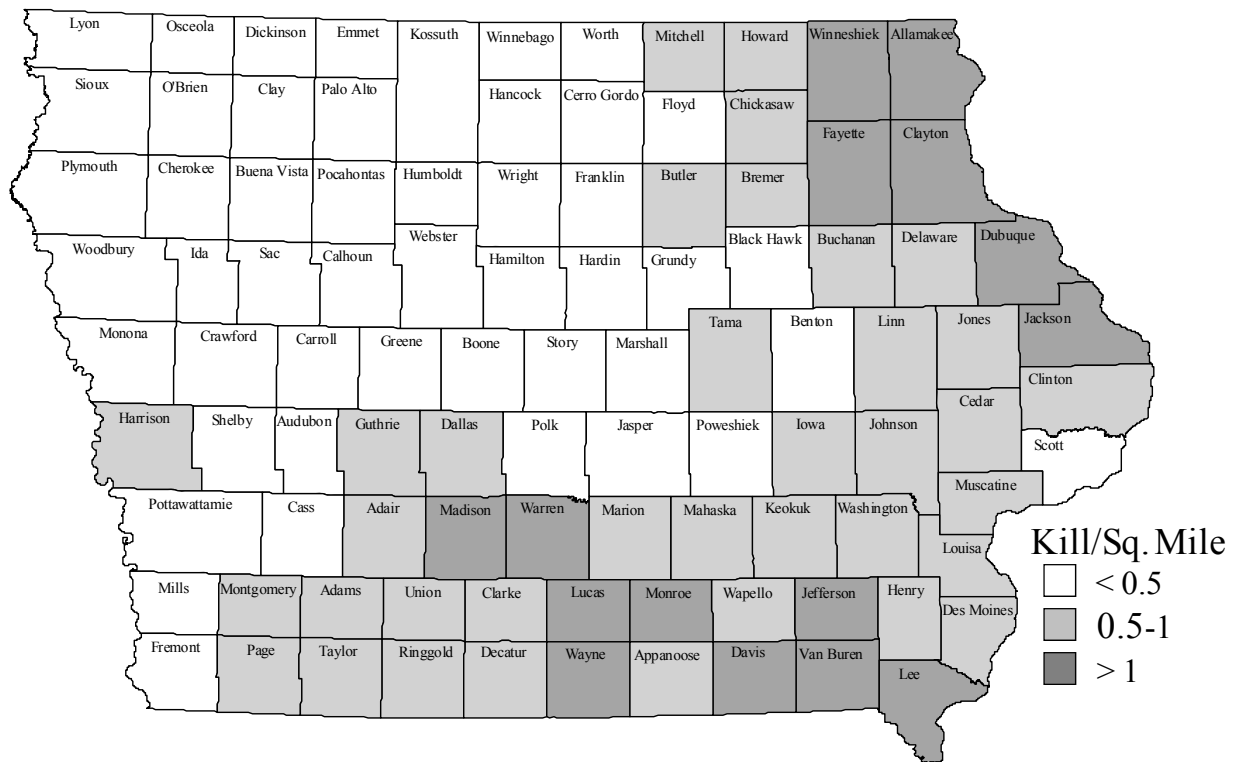 Lyon
Osceola
Dickinson
Emmet
Kossuth
Winnebago
Worth
Mitchell
Howard
Winneshiek
Allamakee
Sioux
O'Brien
Clay
Palo Alto
Hancock
Cerro Gordo
Floyd
Chickasaw
Fayette
Clayton
Plymouth
Cherokee
Buena Vista
Pocahontas
Humboldt
Wright
Franklin
Butler
Bremer
Woodbury
Ida
Sac
Calhoun
Webster
Hamilton
Hardin
Grundy
Black Hawk
Buchanan
Delaware
Dubuque
Monona
Crawford
Carroll
Greene
Boone
Story
Marshall
Tama
Benton
Linn
Jones
Jackson
Clinton
Cedar
Harrison
Shelby
Audubon
Guthrie
Dallas
Polk
Jasper
Poweshiek
Iowa
Johnson
Scott
Muscatine
Pottawattamie
Cass
Adair
Madison
Warren
Marion
Mahaska
Keokuk
Washington
Louisa
Mills
Montgomery
Adams
Union
Clarke
Lucas
Monroe
Wapello
Jefferson
Henry
Des Moines
Fremont
Page
Taylor
Ringgold
Decatur
Wayne
Appanoose
Davis
Van Buren
Lee
Kill/Sq. Mile
< 0.5
0.5-1
> 1